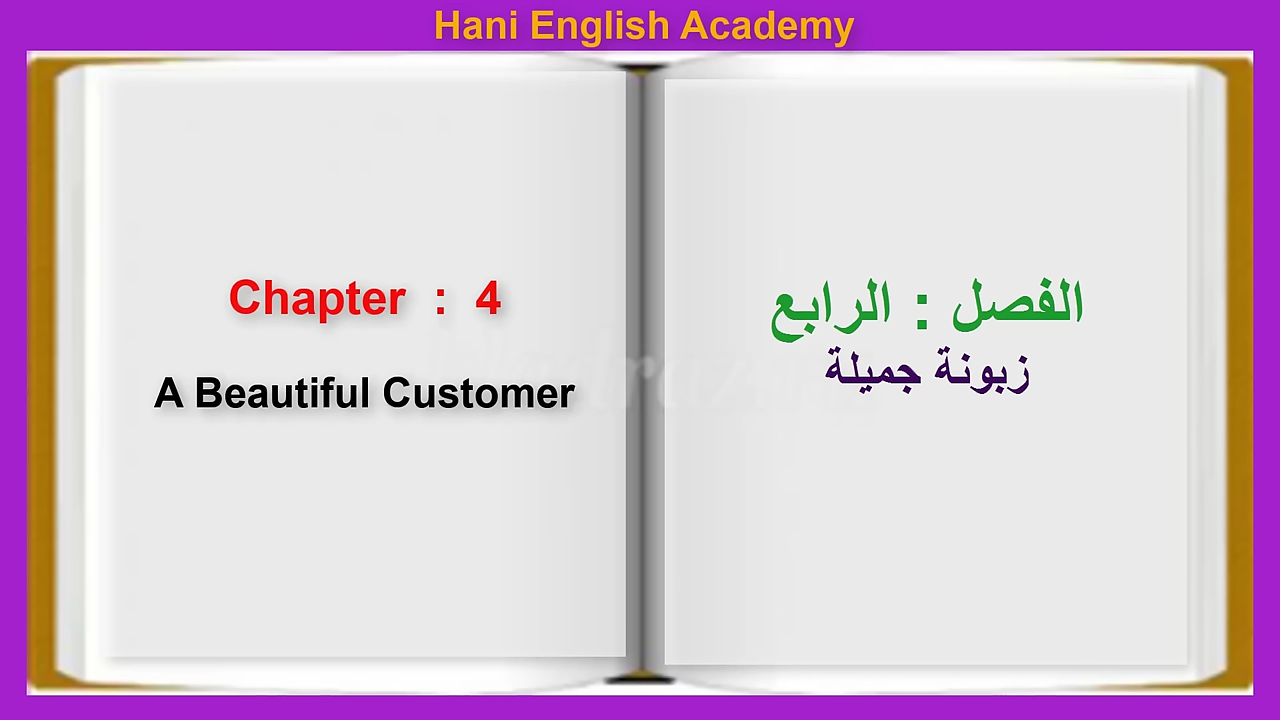 Hani English Academy
Chapter : 4
A Beautiful Customer
الفصل : الرابع
زبونة جميلة